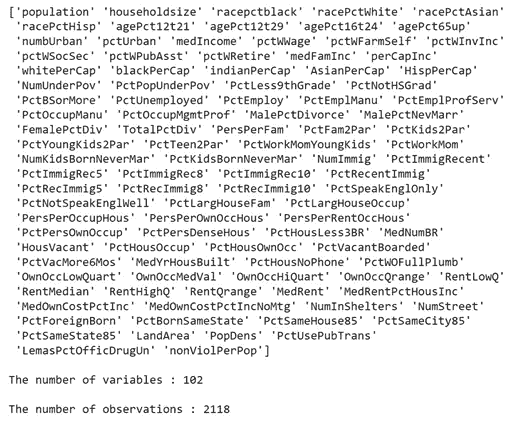 ['population' 'householdsize' 'racepctblack' 'racePctWhite' 'racePctAsian'
'racePctHisp' 'agePct12t21' 'agePct12t29' 'agePct16t24' 'agePct65up'
'numbUrban' 'pctUrban' 'medIncome' 'pctWWage' 'pctWFarmSelf' 'pctWInvInc'
'pctWSocSec' 'pctWPubAsst' 'pctWRetire' 'medFamInc' 'perCapInc'
'whitePerCap' 'blackPerCap' 'indianPerCap' 'AsianPerCap' 'HispPerCap'
'NumUnderPov' 'PctPopUnderPov' 'PctLess9thGrade' 'PctNotHSGrad'
'PctBSorMore' 'PctUnemployed' 'PctEmploy' 'PctEmplManu' 'PctEmplProfServ'
'PctOccupManu' 'PctOccupMgmtProf' 'MalePctDivorce' 'MalePctNevMarr'
'FemalePctDiv' 'TotalPctDiv' 'PersPerFam' 'PctFam2Par' 'PctKids2Par'
'PctYoungKids2Par' 'PctTeen2Par' 'PctWorkMomYoungKids' 'PctWorkMom'
'NumKidsBornNeverMar' 'PctKidsBornNeverMar' 'NumImmig' 'PctImmigRecent'
'PctImmigRec5' 'PctImmigRec8' 'PctImmigRec10' 'PctRecentImmig'
'PctRecImmig5' 'PctRecImmig8' 'PctRecImmig10' 'PctSpeakEnglOnly'
'PctNotSpeakEnglWell' 'PctLargHouseFam' 'PctLargHouseOccup'
'PersPerOccupHous' 'PersPerOwnOccHous' 'PersPerRentOccHous'
'PctPersOwnOccup' 'PctPersDenseHous' 'PctHousLess3BR' 'MedNumBR'
'HousVacant' 'PctHousOccup' 'PctHousOwnOcc' 'PctVacantBoarded'
'PctVacMore6Mos' 'MedYrHousBuilt' 'PctHousNoPhone' 'PctWOFullPlumb'
'OwnOccLowQuart' 'OwnOccMedVal' 'OwnOccHiQuart' 'OwnOccQrange' 'RentLowQ'
'RentMedian' 'RentHighQ' 'RentQrange' 'MedRent' 'MedRentPctHousInc'
'MedOwnCostPctInc' 'MedOwnCostPctIncNoMtg' 'NumInShelters' 'NumStreet'
'PctForeignBorn' 'PctBornSameState' 'PctSameHouse85' 'PctSameCity85'
'PctSameState85' 'LandArea' 'PopDens' 'PctUsePubTrans'
'LemasPctOfficDrugUn' 'nonViolPerPop']
The number of variables : 102
The number of observations : 2118